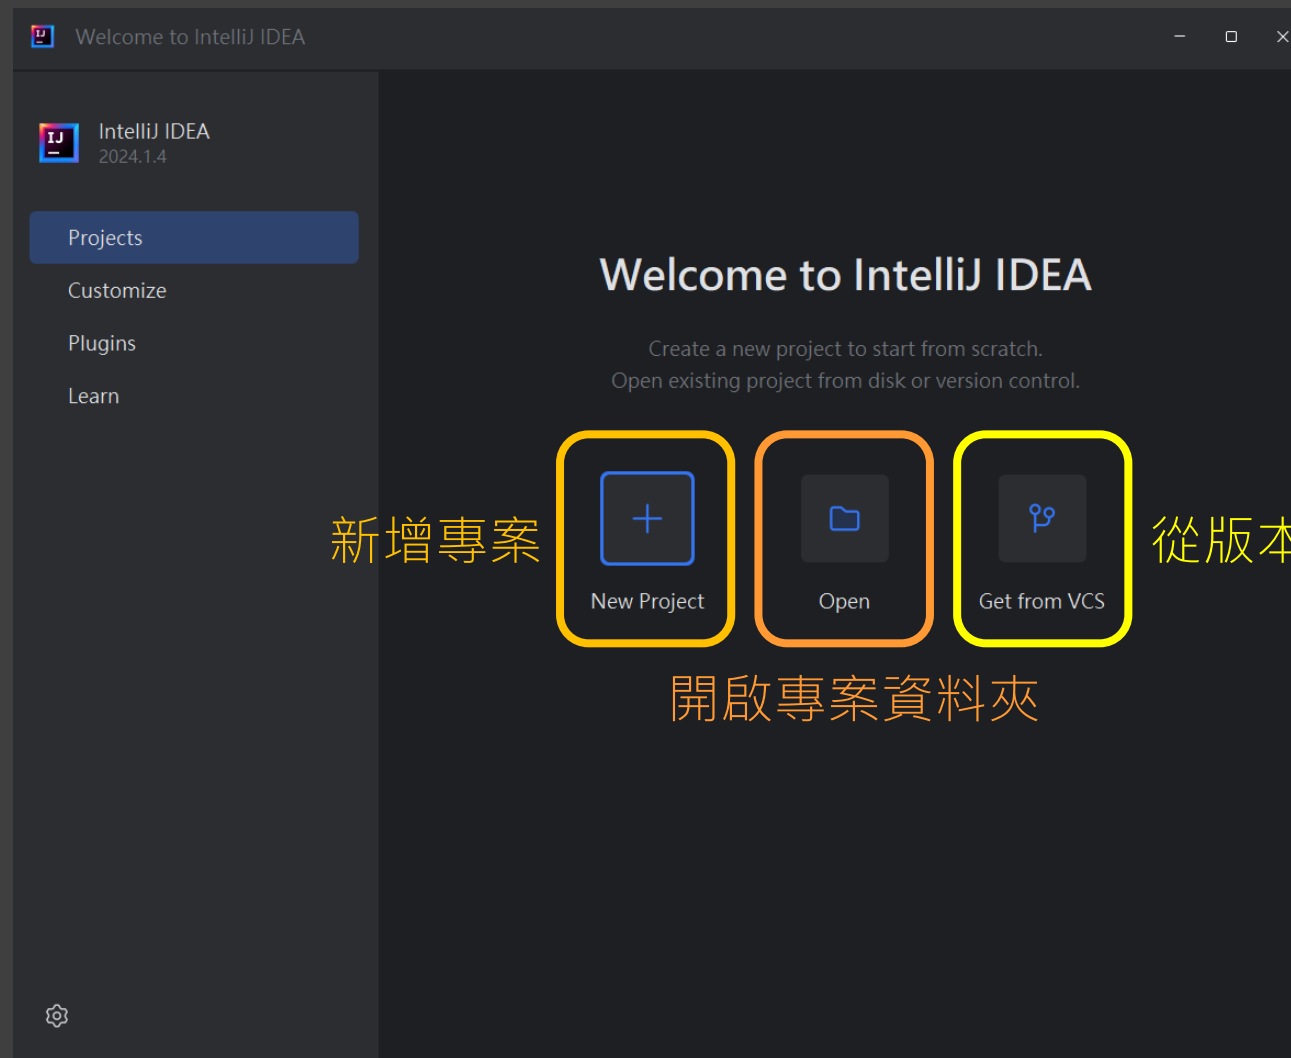 Welcome to IntelliJ IDEA
IntelliJ IDEA
2024.1.4
Projects
Customize
Plugins
Learn
Welcome to IntelliJ IDEA
Create a new project to start from scratch.
Open existing project from disk or version control.
新增專案
從版本
New Project
Open
Get from VCS
開啟專案資料夾